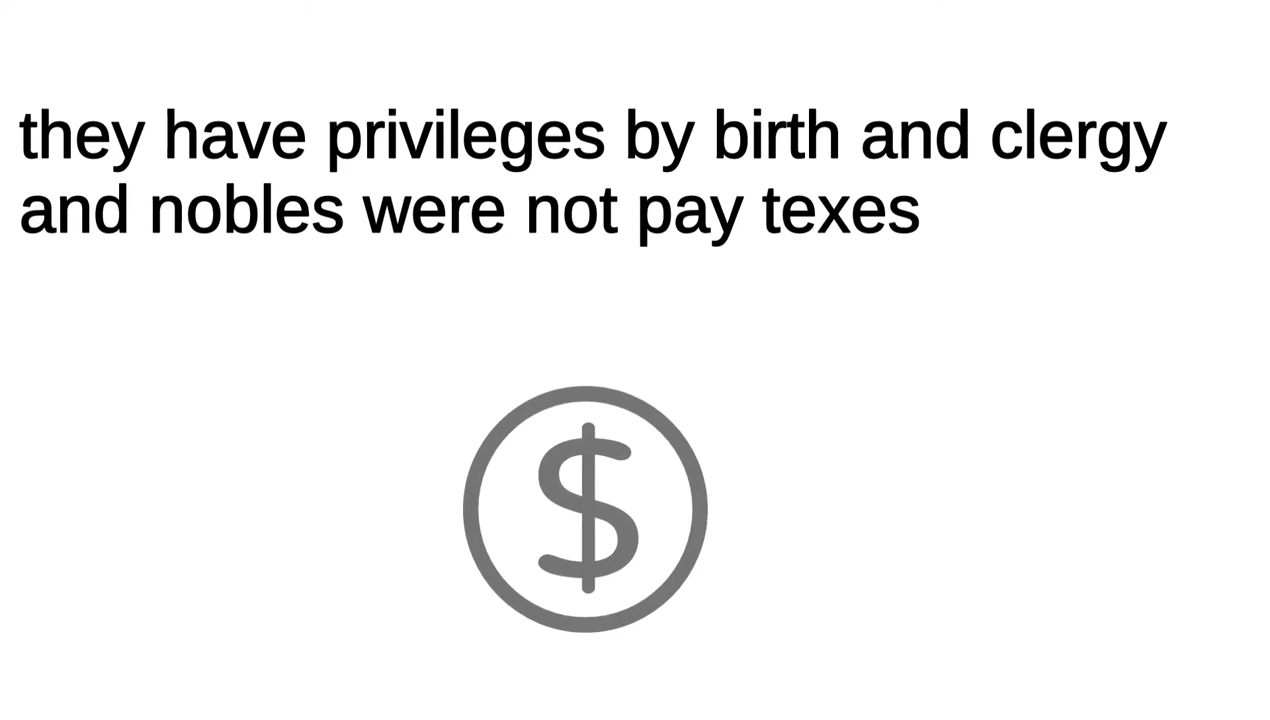 they have privileges by birth and clergy
and nobles were not pay texes
$